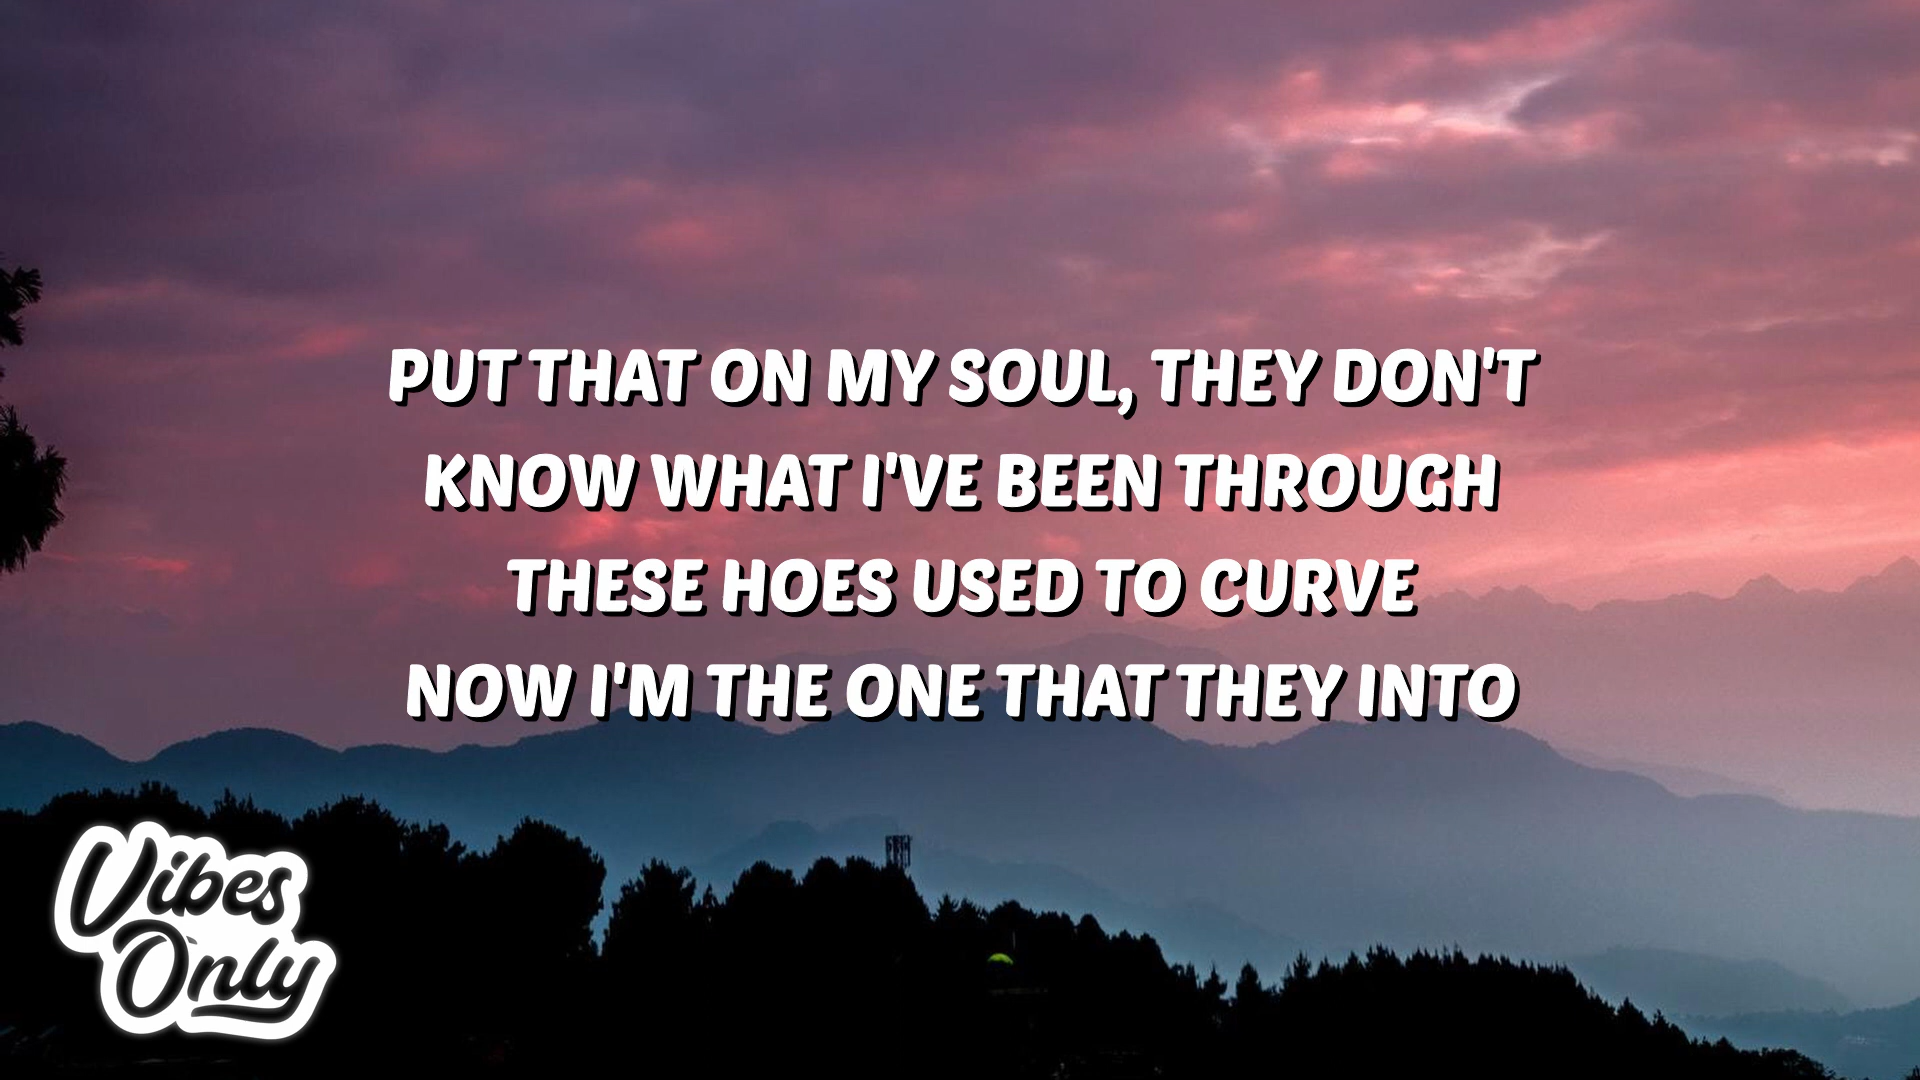 PUT THAT ON MY SOUL, THEY DON'T
KNOW WHAT I'VE BEEN THROUGH
THESE HOES USED TO CURVE
NOW I'M THE ONE THAT THEY INTO
Vibes
Only